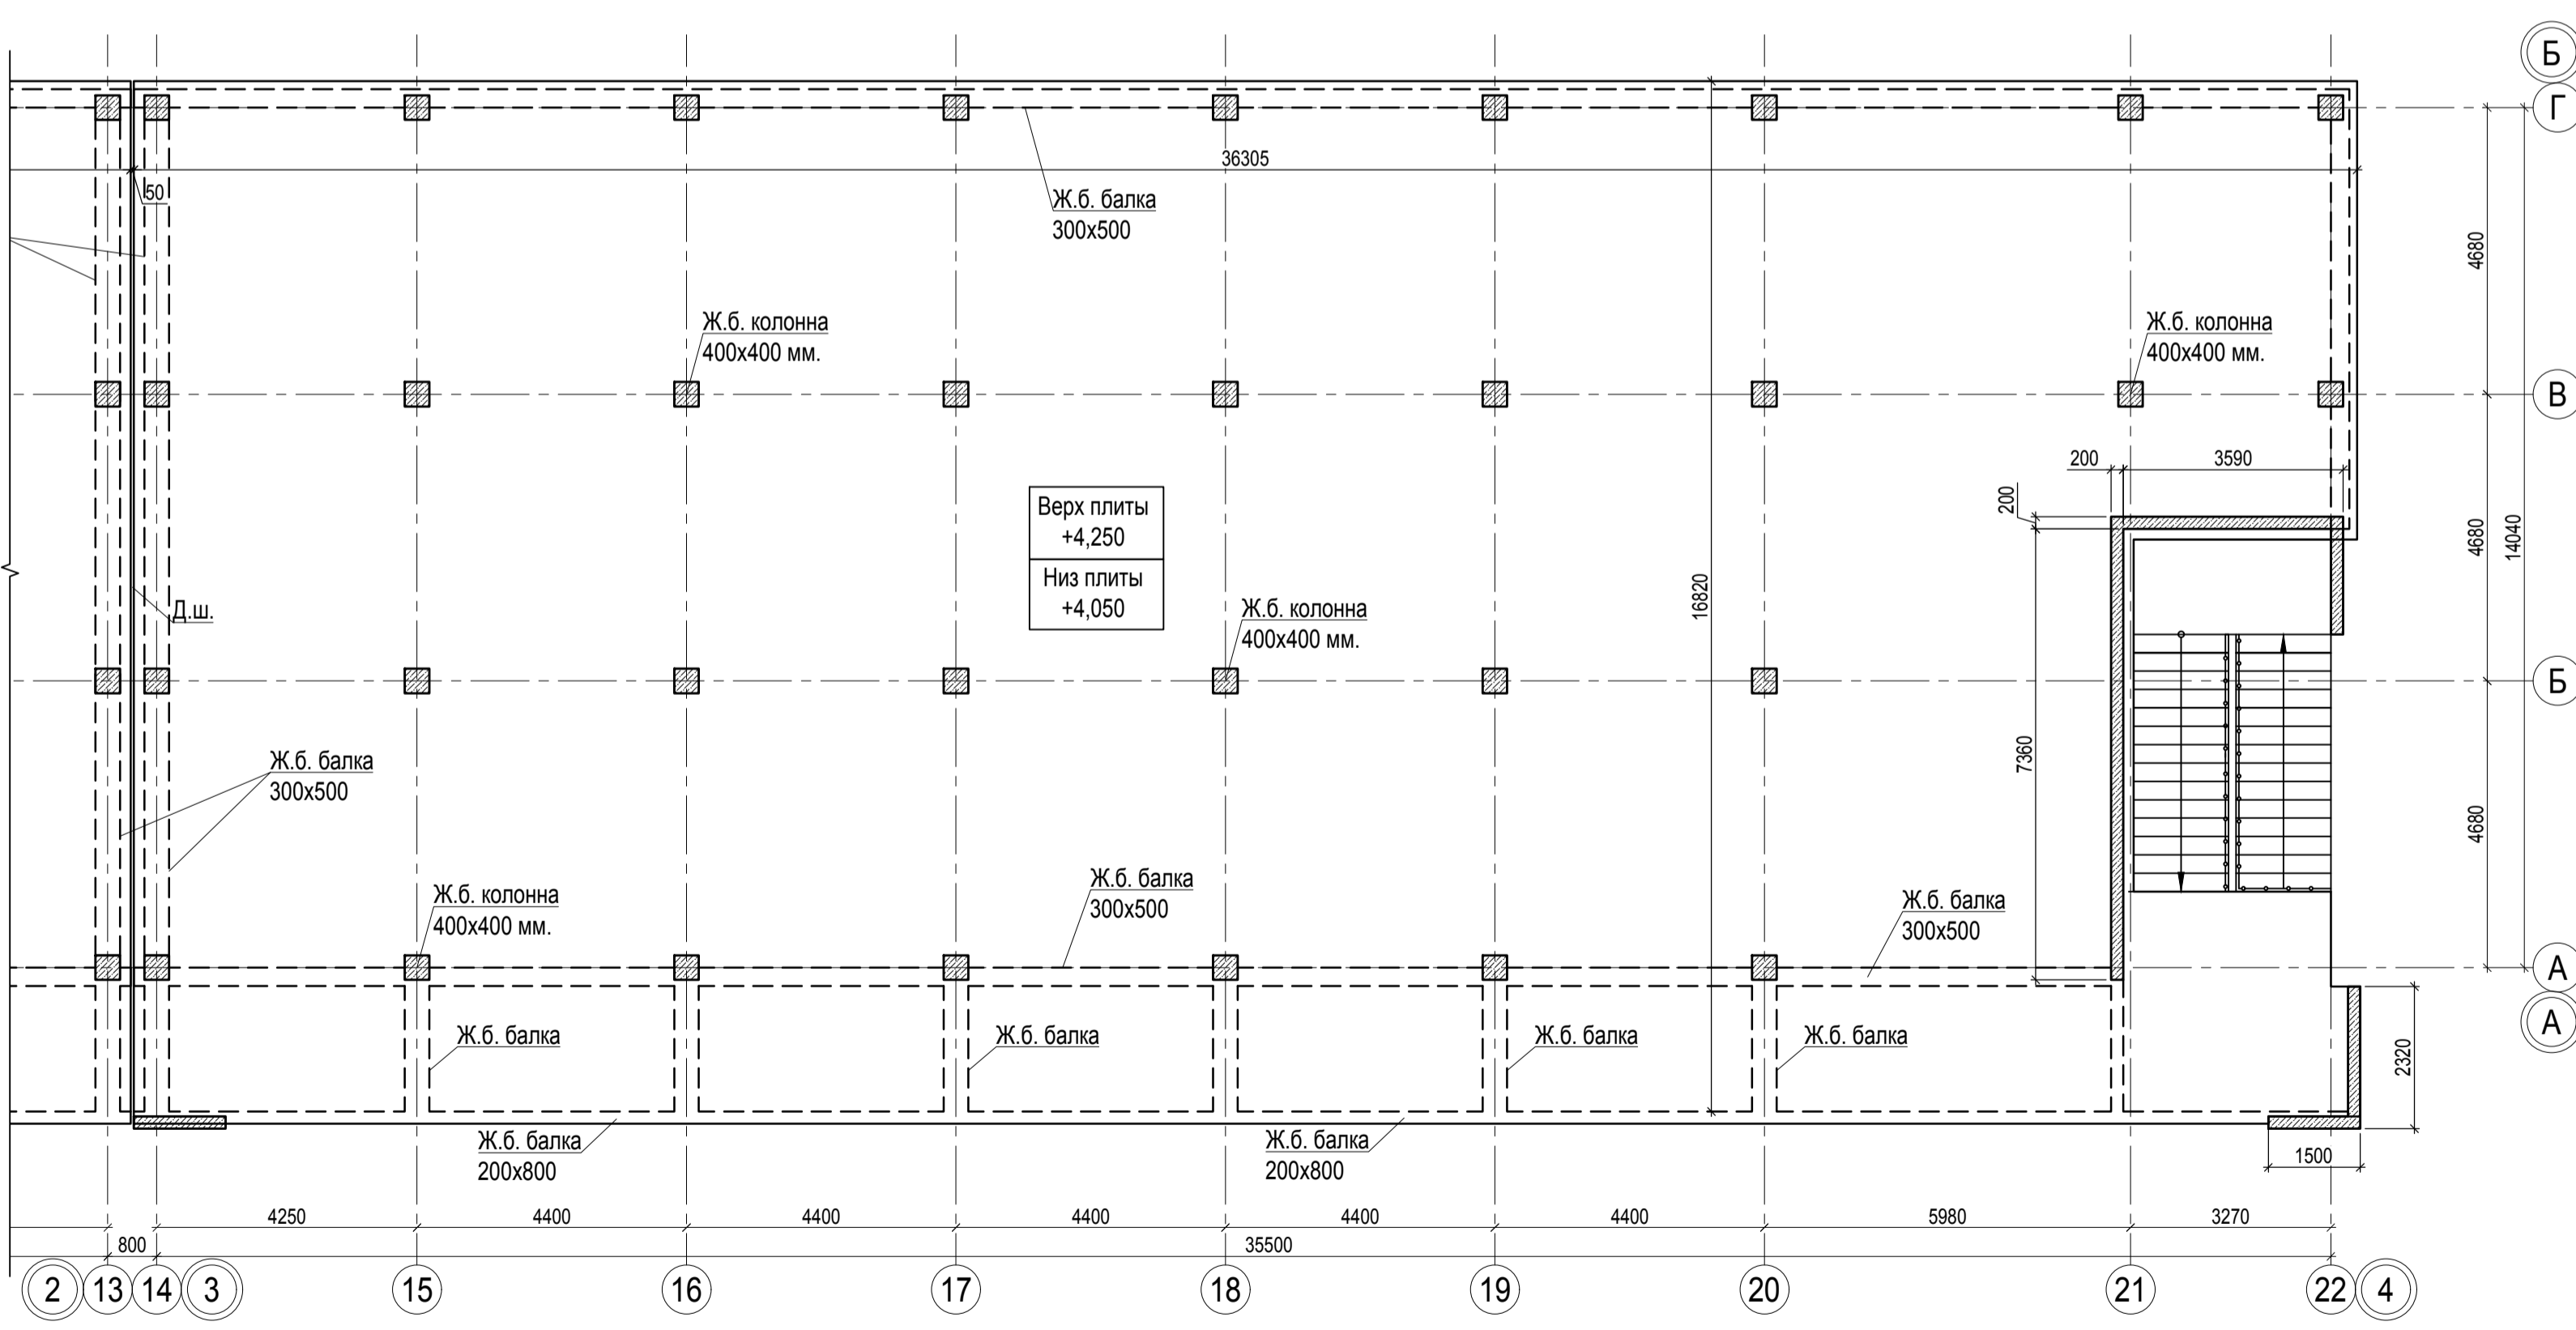 Б
Г
36305
50
Ж.б. балка
300х500
4680
Ж.б. колонна
400х400 мм.
Ж.б. колонна
400х400 мм.
В
200
3590
200
Верх плиты
+4,250
Низ плиты
+4,050
4680
14040
16820
Д.ш.
Ж.б. колонна
400х400 мм.
Б
7360
Ж.б. балка
300х500
4680
Ж.б. колонна
400х400 мм.
Ж.б. балка
300х500
Ж.б. балка
300х500
А
А
Ж.б. балка
Ж.б. балка
Ж.б. балка
Ж.б. балка
2320
Ж.б. балка
200х800
Ж.б. балка
200х800
1500
4250
4400
4400
4400
4400
4400
5980
3270
800
35500
2
13
14
3
15
16
17
18
19
20
21
22
4